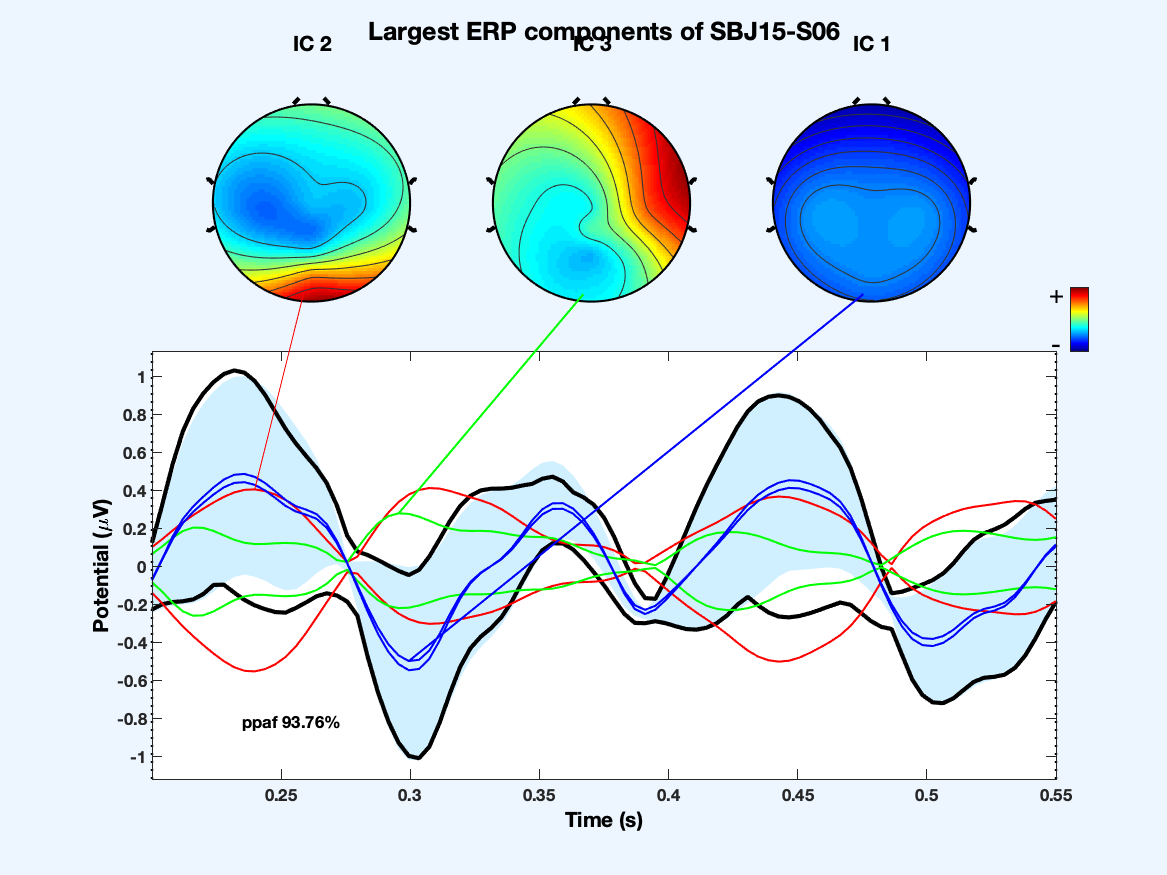 Largest ERP components of SBJ15-S06
IC 2
IC 3
IC 1
+
-
1
0.8
0.6
0.4
0.2
0
-0.2
-0.4
-0.6
-0.8
-1
Potential (μV)
ppaf 93.76%
0.25
0.3
0.35
0.4
0.45
0.5
0.55
Time (s)